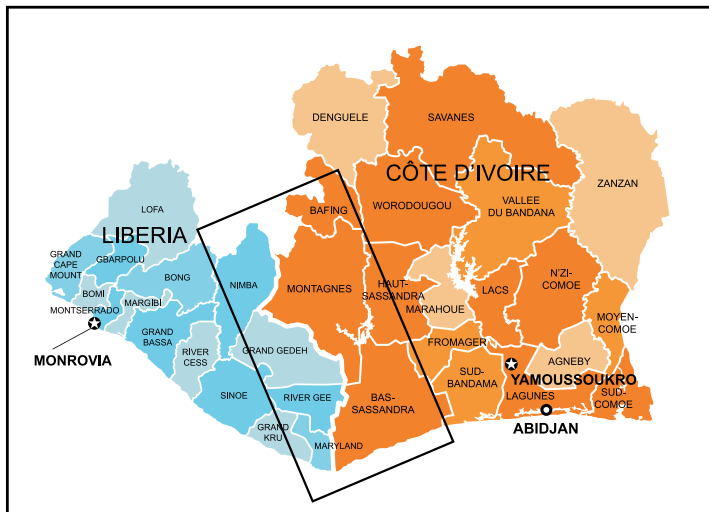 DENGUELE
SAVANES
CÔTE D'IVOIRE
ZANZAN
VALLEE
DU BANDANA
WORODOUGOU
BAFING
LOFA
LIBERIA
GRAND
CAPE
MOUNT
GBARPOLU
BONG
BOMI
MONTSERRADO
MARGIBI
NIMBA
MONTAGNES
HAUT-
SASSANDRA
MARAHOUE
LACS
N'ZI-
COMOE
MOYEN-
COMOE
GRAND
BASSA
RIVER
CESS
GRAND GEDEH
FROMAGER
AGNEBY
MONROVIA
SINOE
RIVER GEE
BAS-
SASSANDRA
SUD-
BANDAMA
YAMOUSSOUKRO
LAGUNES
SUD-
COMOE
GRAND
KRU
MARYLAND
ABIDJAN